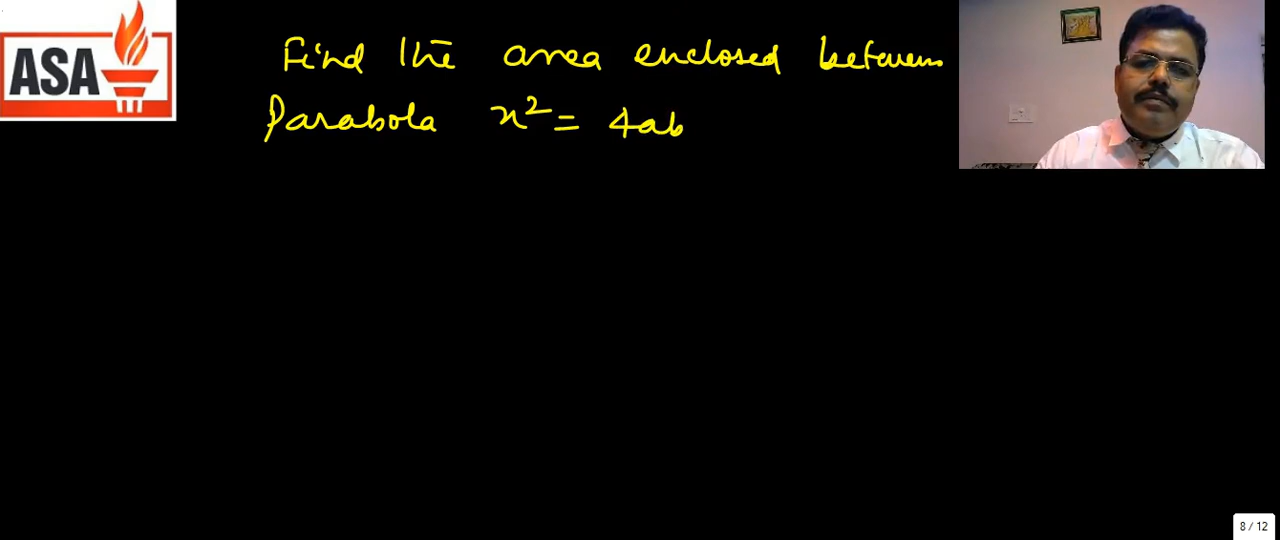 ASA
Find the area enclosed between
Parabola x² = 4ab
8 / 12